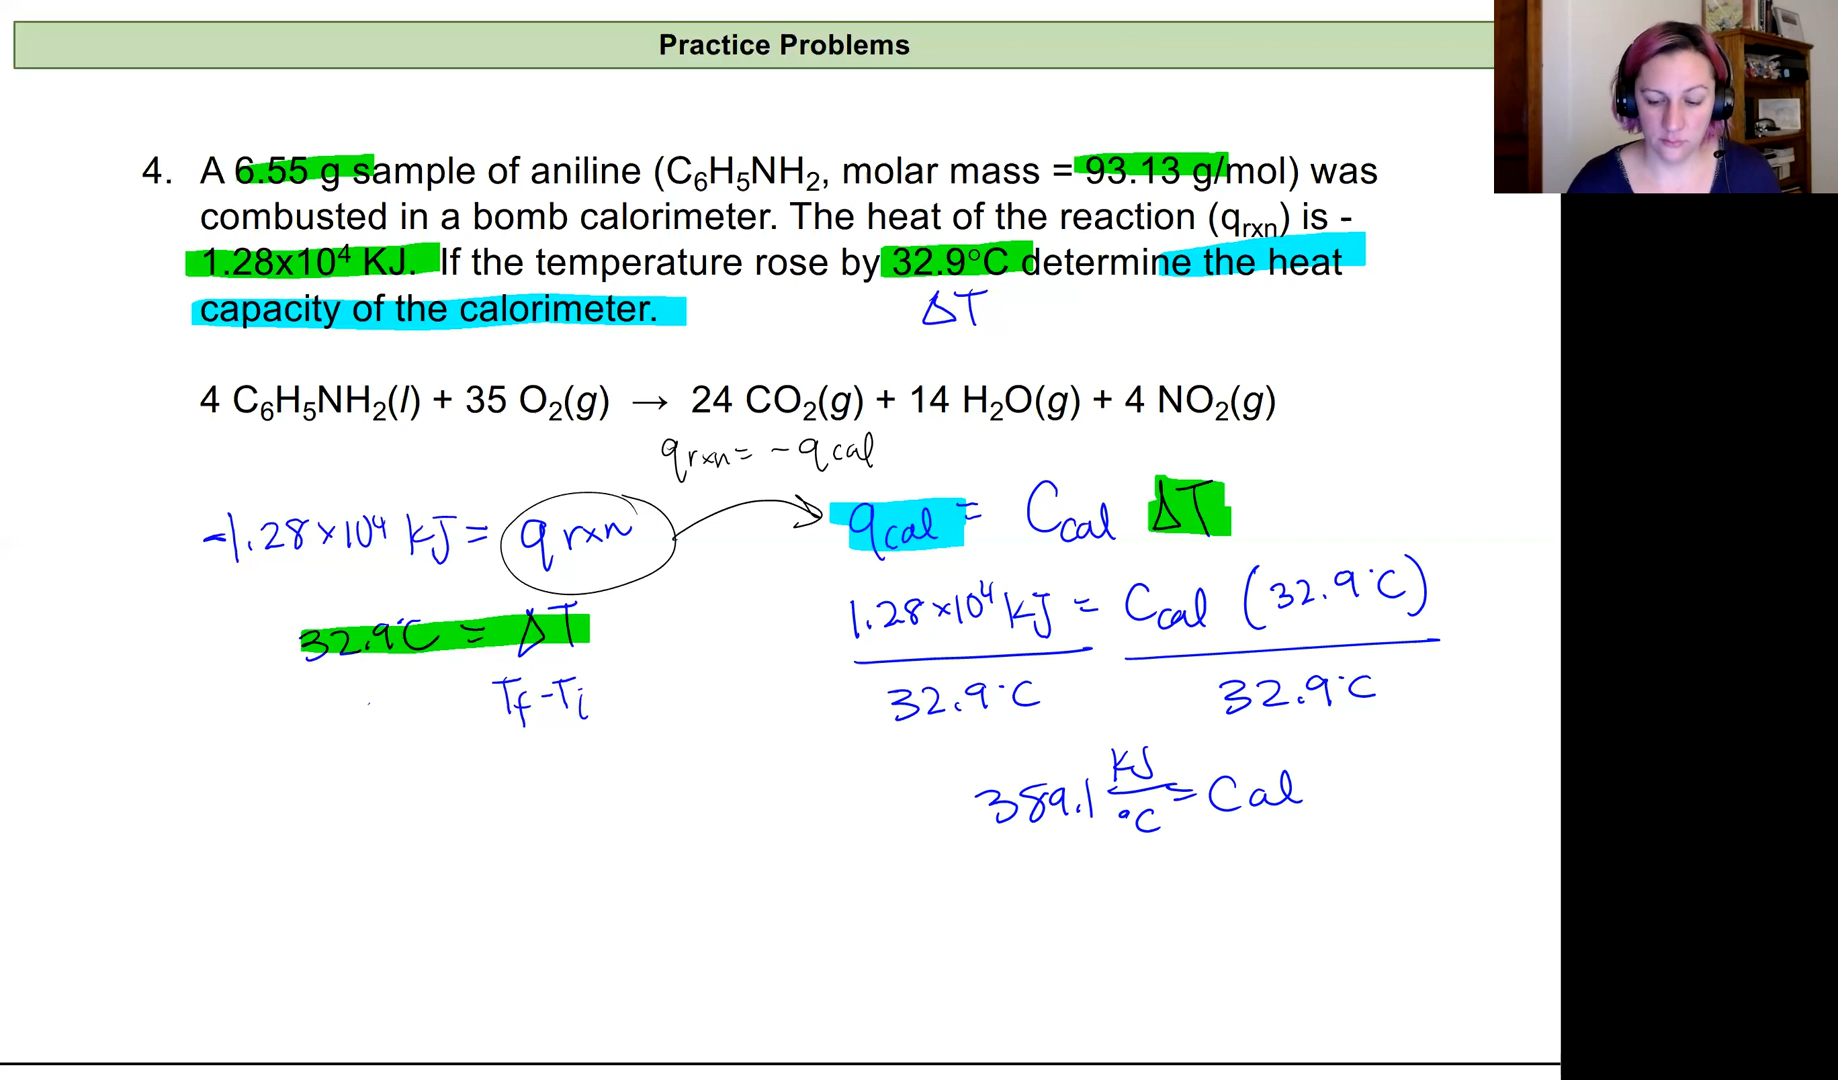 Practice Problems
4. A 6.55 g sample of aniline (C₆H₅NH₂, molar mass = 93.13 g/mol) was
combusted in a bomb calorimeter. The heat of the reaction (qᵣₓₙ) is -
1.28x10⁴ KJ. If the temperature rose by 32.9°C determine the heat
capacity of the calorimeter.
ΔT
4 C₆H₅NH₂(l) + 35 O₂(g) → 24 CO₂(g) + 14 H₂O(g) + 4 NO₂(g)
q rxn = -q cal
-1.28×10⁴ kJ = q rxn
32.9°C = ΔT
Tf -Ti
qcal = Ccal ΔT
1.28×10⁴ kJ = Ccal (32.9°C)
32.9°C 32.9°C
389.1 kJ/°C = Cal